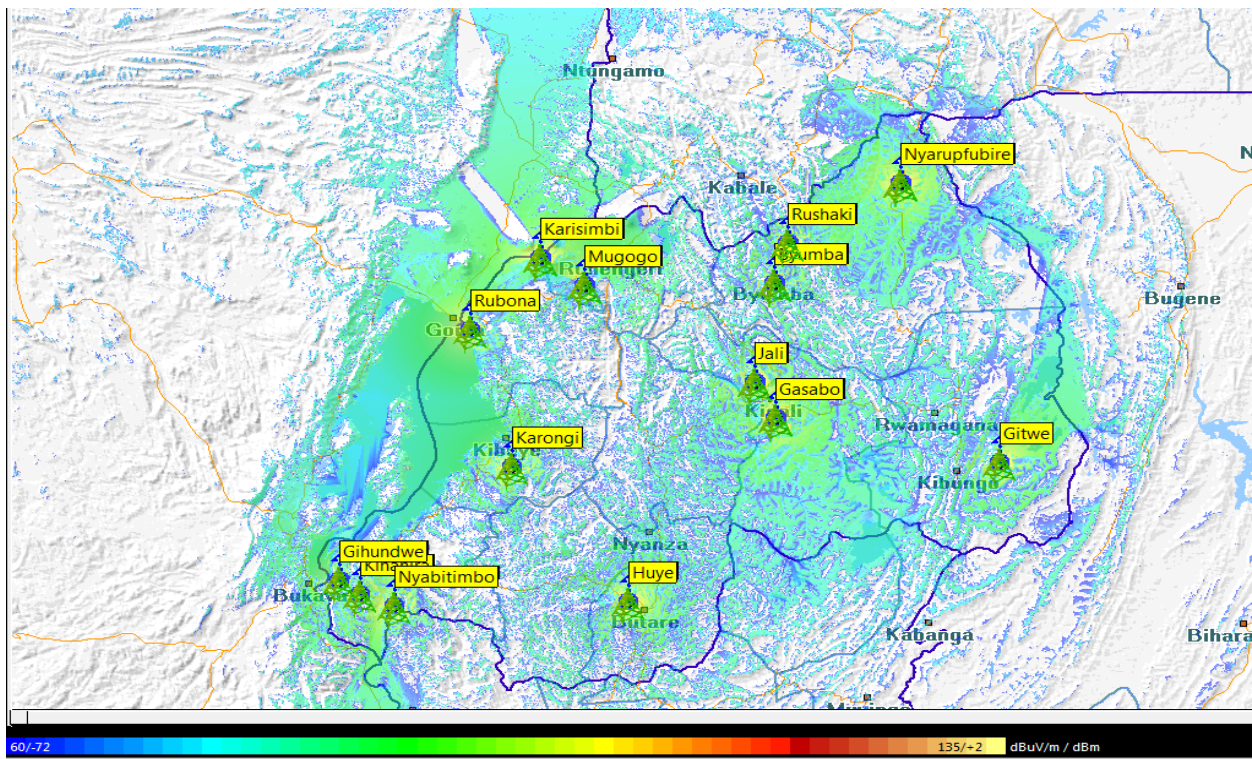 Ntungamo
N
Nyarupfubire
Kabale
Rushaki
Karisimbi
Mugogo
Rubona
Bugene
Jali
Gasabo
Rwamagana
Gitwe
Karongi
Kibungo
Nyanza
Gihundwe
Nyabitimbo
Huye
Butare
Kabanga
Bihara
60/-72
135/+2
dBuV/m / dBm